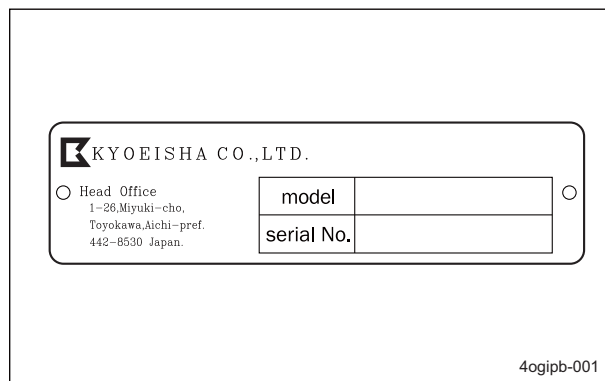 KYOEISHA CO.,LTD.
Head Office
1-26,Miyuki-cho,
Toyokawa,Aichi-pref.
442-8530 Japan.
model
serial No.
4ogipb-001